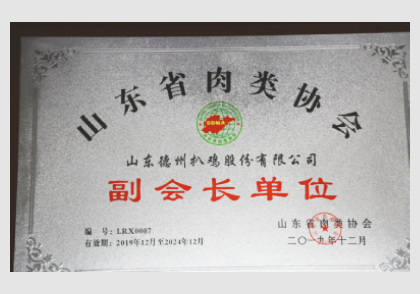 山东省肉类协会
SDMA
山东德州扒鸡股份有限公司
副会长单位
编 号：LRX0007
有效期：2019年12月至2024年12月
山东省肉类协会
二〇一九年十二月